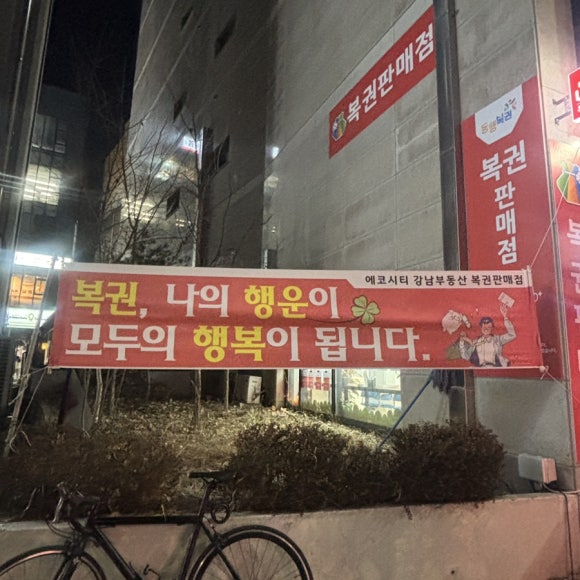 복권판매점
동행복권
복권판매점
에코시티 강남부동산 복권판매점
복권, 나의 행운이
모두의 행복이 됩니다.
복권